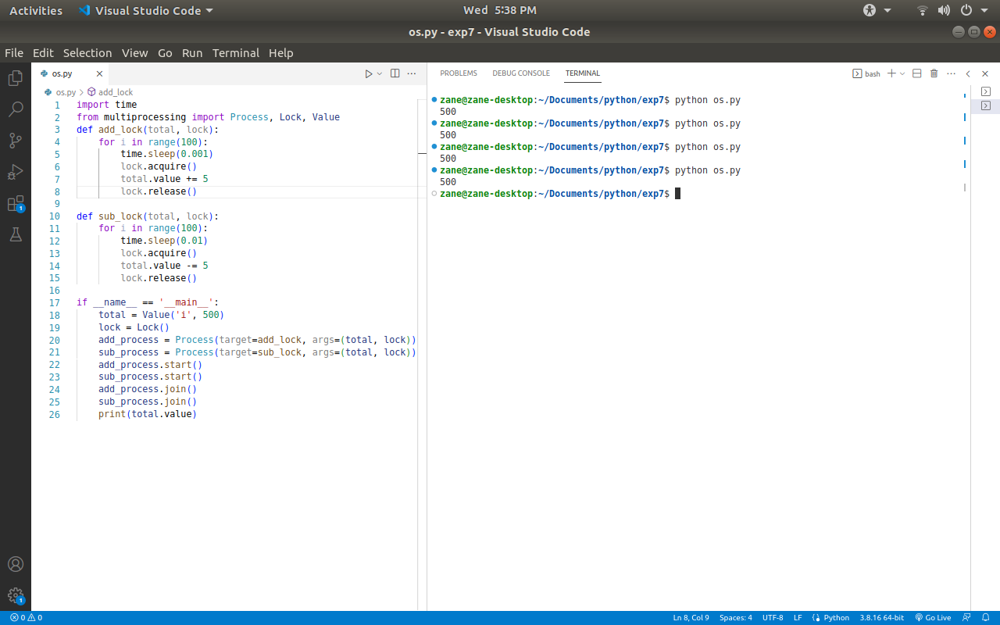 Activities Visual Studio Code Wed 5:38 PM
os.py - exp7 - Visual Studio Code
File Edit Selection View Go Run Terminal Help
os.py
os.py > add_lock
1 import time
2 from multiprocessing import Process, Lock, Value
3 def add_lock(total, lock):
4     for i in range(100):
5         time.sleep(0.001)
6         lock.acquire()
7         total.value += 5
8         lock.release()
9
10 def sub_lock(total, lock):
11     for i in range(100):
12         time.sleep(0.01)
13         lock.acquire()
14         total.value -= 5
15         lock.release()
16
17 if __name__ == '__main__':
18     total = Value('i', 500)
19     lock = Lock()
20     add_process = Process(target=add_lock, args=(total, lock))
21     sub_process = Process(target=sub_lock, args=(total, lock))
22     add_process.start()
23     sub_process.start()
24     add_process.join()
25     sub_process.join()
26     print(total.value)
PROBLEMS DEBUG CONSOLE TERMINAL bash
zane@zane-desktop:~/Documents/python/exp7$ python os.py
500
zane@zane-desktop:~/Documents/python/exp7$ python os.py
500
zane@zane-desktop:~/Documents/python/exp7$ python os.py
500
zane@zane-desktop:~/Documents/python/exp7$ python os.py
500
zane@zane-desktop:~/Documents/python/exp7$
1
1
0 0 Ln 8, Col 9 Spaces: 4 UTF-8 LF Python 3.8.16 64-bit Go Live